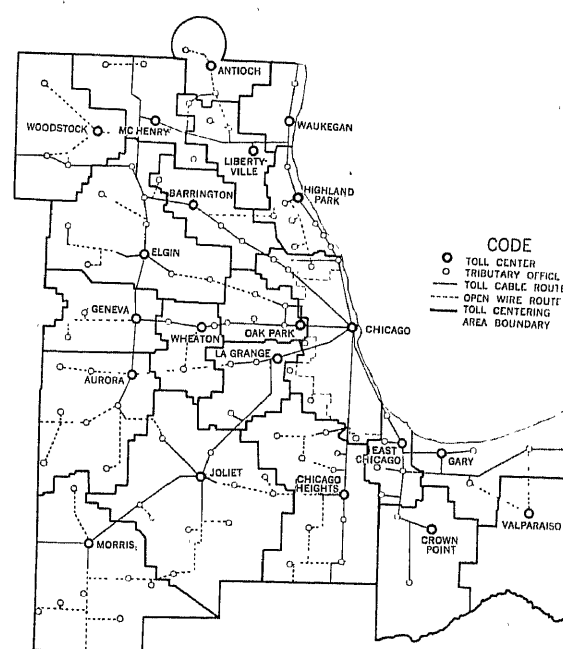 ANTIOCH
WOODSTOCK
MC HENRY
WAUKEGAN
LIBERTY-
VILLE
BARRINGTON
HIGHLAND
PARK
ELGIN
CODE
TOLL CENTER
TRIBUTARY OFFICE
TOLL CABLE ROUTE
OPEN WIRE ROUTE
TOLL CENTERING
AREA BOUNDARY
GENEVA
WHEATON
OAK PARK
CHICAGO
LA GRANGE
AURORA
EAST
CHICAGO
GARY
JOLIET
CHICAGO
HEIGHTS
VALPARAISO
CROWN
POINT
MORRIS